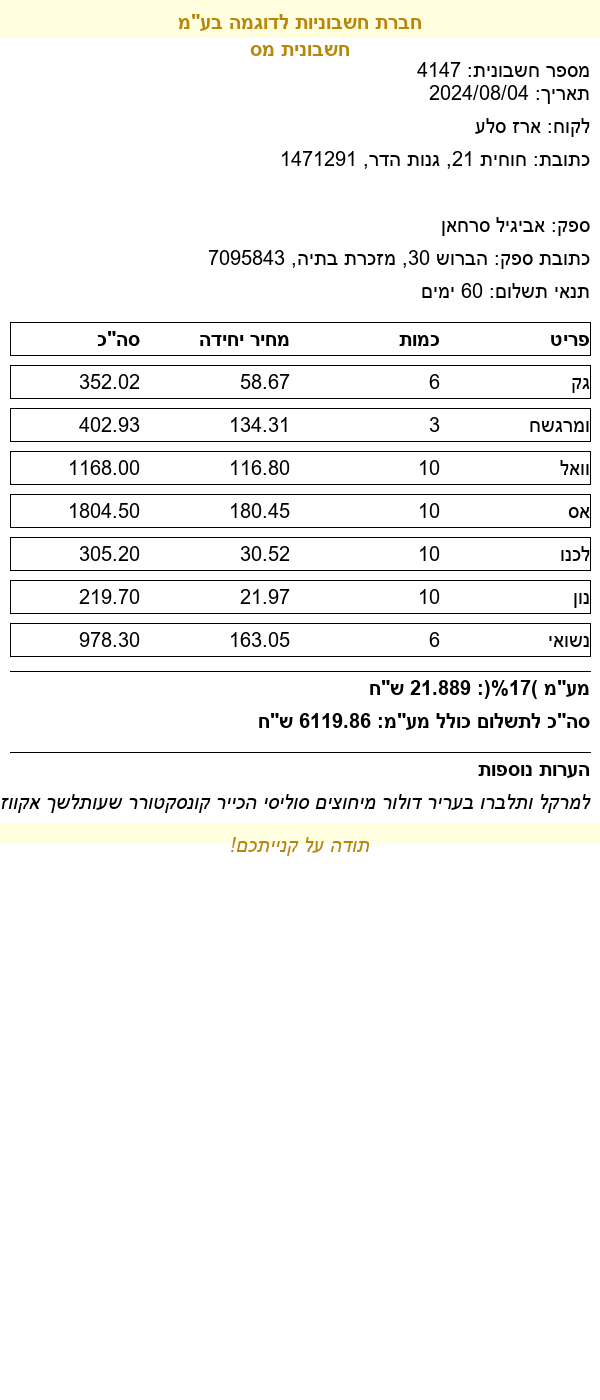 חברת חשבוניות לדוגמה בע"מ
חשבונית מס
מספר חשבונית: 4147
תאריך: 2024/08/04
לקוח: ארז סלע
כתובת: חוחית 21, גנות הדר, 1471291
ספק: אביגיל סרחאן
כתובת ספק: הברוש 30, מזכרת בתיה, 7095843
תנאי תשלום: 60 ימים
פריט כמות מחיר יחידה סה"כ
גק 6 58.67 352.02
ומרגשח 3 134.31 402.93
וואל 10 116.80 1168.00
אס 10 180.45 1804.50
לכנו 10 30.52 305.20
נון 10 21.97 219.70
נשואי 6 163.05 978.30
מע"מ )17%(: 21.889 ש"ח
סה"כ לתשלום כולל מע"מ: 6119.86 ש"ח
הערות נוספות
למרקל ותלברו בעריר דולור מיחוצים סוליסי הכייר קונסקטורר שעותלשך אקווז
תודה על קנייתכם!